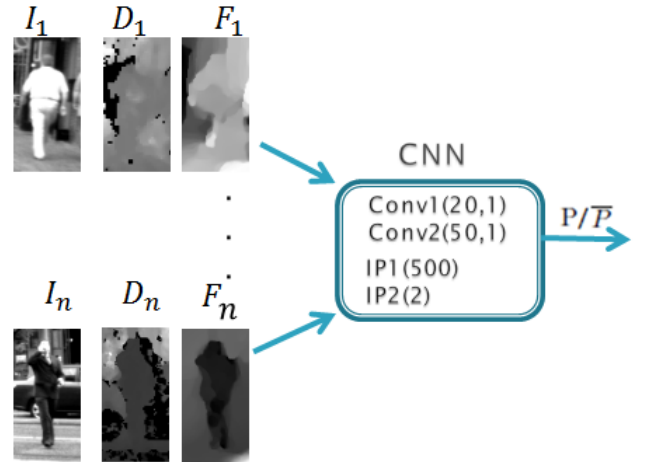 I₁ D₁ F₁
CNN
Conv1(20,1)
Conv2(50,1)
IP1(500)
IP2(2)
P/P̅
Iₙ Dₙ Fₙ